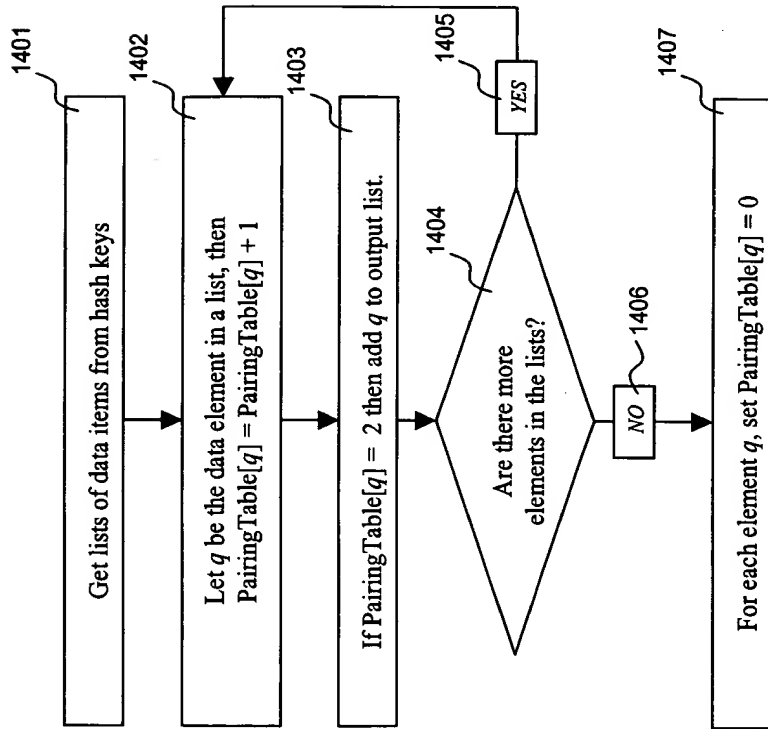 1401
Get lists of data items from hash keys
1402
Let q be the data element in a list, then
PairingTable[q] = PairingTable[q] + 1
1403
If PairingTable[q] = 2 then add q to output list.
1404
Are there more
elements in the lists?
1405
YES
1406
NO
1407
For each element q, set PairingTable[q] = 0